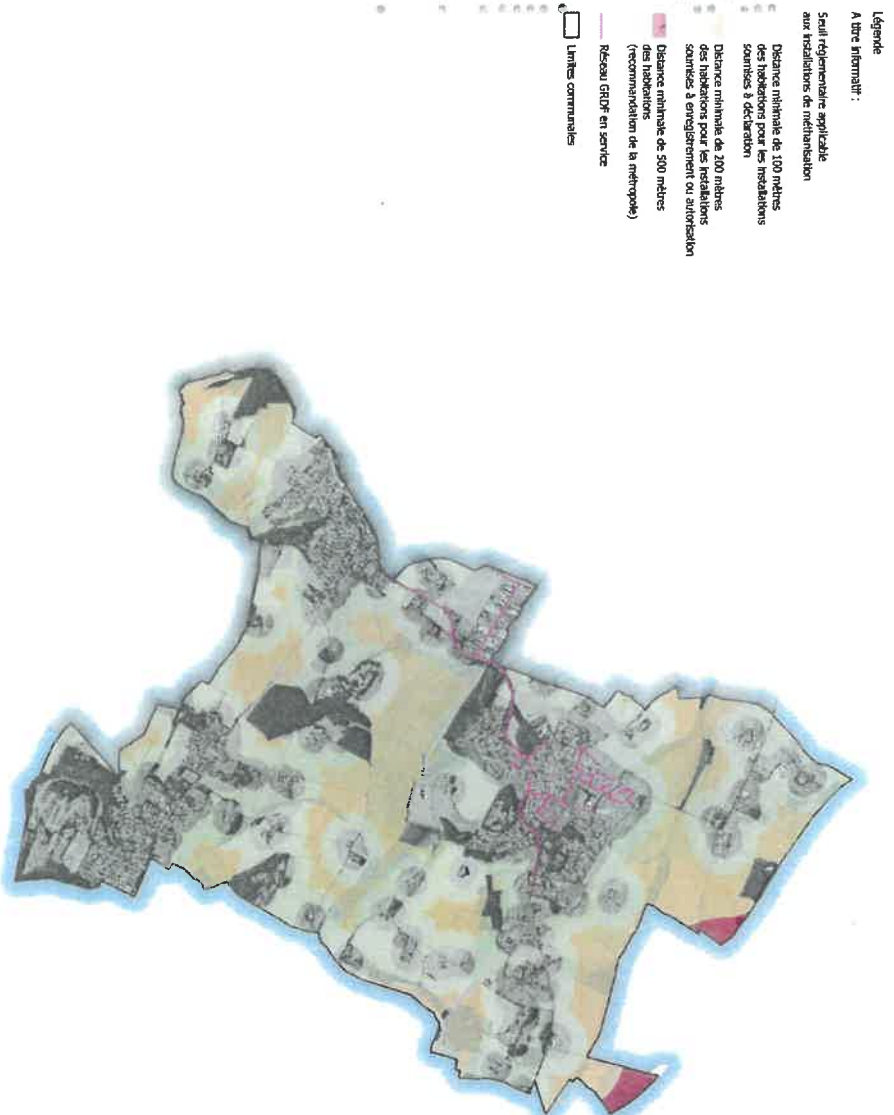 Légende
A titre informatif :
Seuil réglementaire applicable
aux installations de méthanisation
Distance minimale de 100 mètres
des habitations pour les installations
soumises à déclaration
Distance minimale de 200 mètres
des habitations pour les installations
soumises à enregistrement ou autorisation
Distance minimale de 500 mètres
des habitations
(recommandation de la métropole)
Réseau GRDF en service
Limites communales